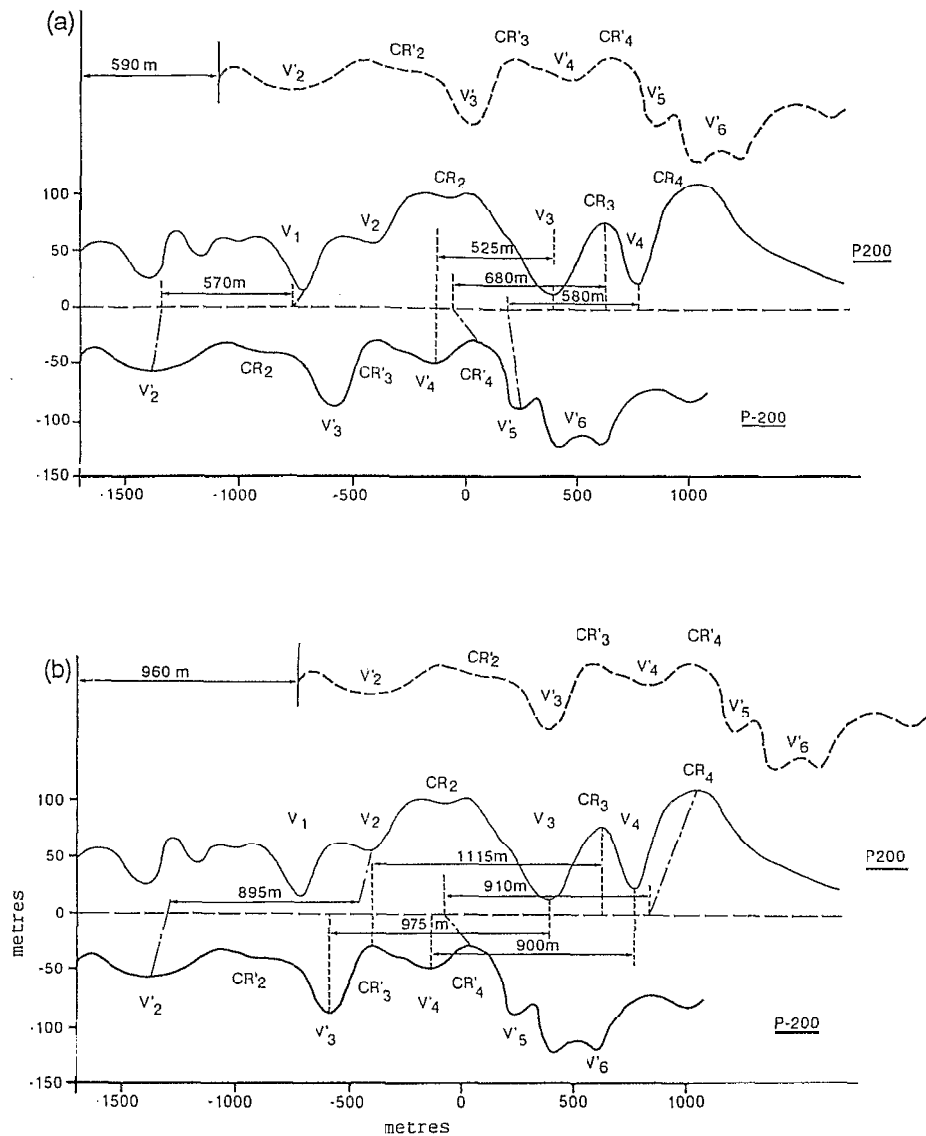 (a)
590 m
V'2
CR'2
V'3
CR'3
V'4
CR'4
V'5
V'6
100
50
0
-50
-100
-150
V1
V2
CR2
V3
CR3
V4
CR4
P200
525m
680m
580m
570m
V'2
CR2
V'3
CR'3
V'4
CR'4
V'5
V'6
P-200
-1500 -1000 -500 0 500 1000
(b)
960 m
V'2
CR'2
V'3
CR'3
V'4
CR'4
V'5
V'6
100
50
0
-50
-100
-150
metres
V1
V2
CR2
V3
CR3
V4
CR4
P200
1115m
910m
895m
975m
900m
V'2
CR'2
V'3
CR'3
V'4
CR'4
V'5
V'6
P-200
-1500 -1000 -500 0 500 1000
metres